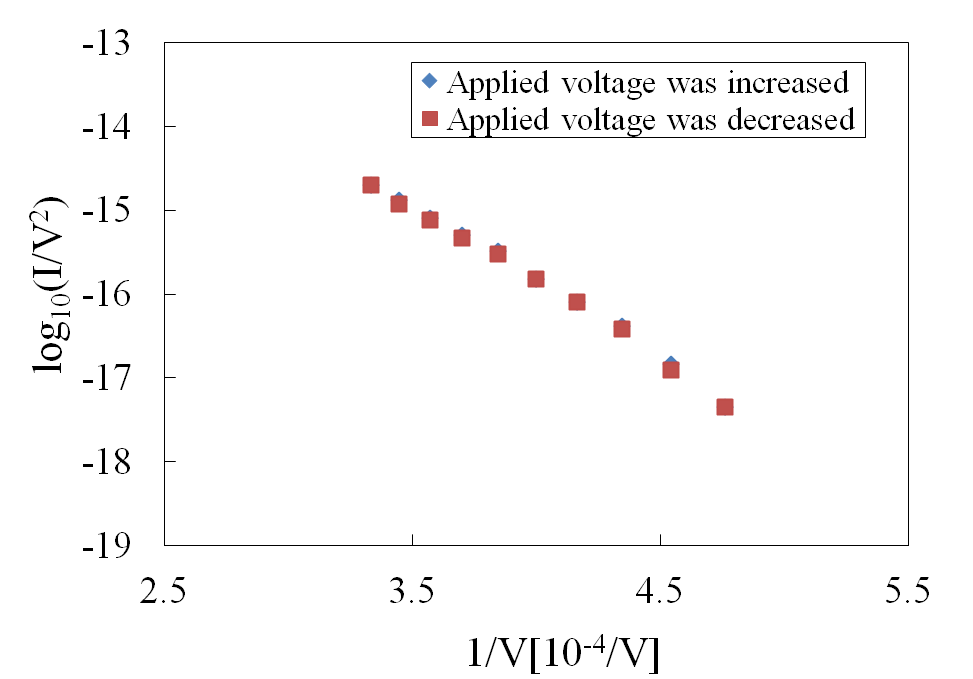 -13
-14
-15
-16
-17
-18
-19
log10(I/V2)
Applied voltage was increased
Applied voltage was decreased
2.5 3.5 4.5 5.5
1/V[10-4/V]